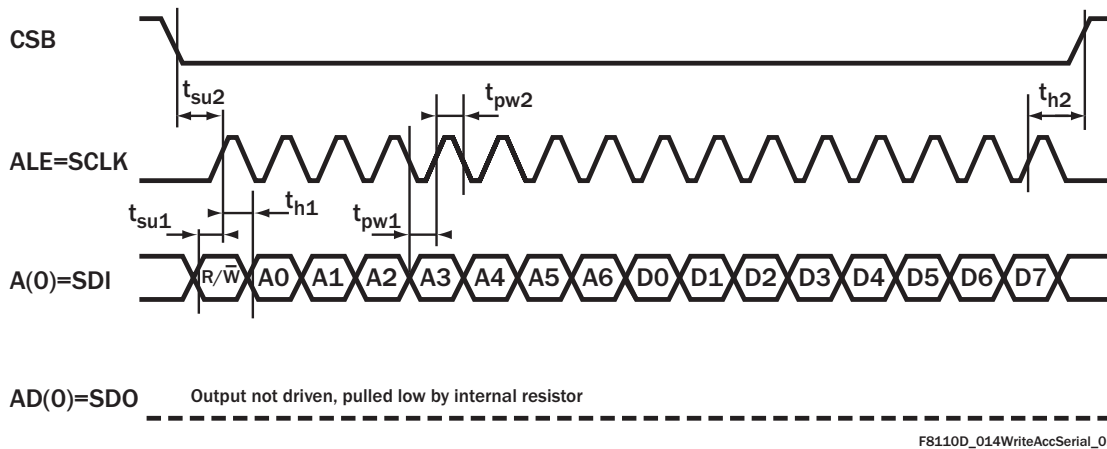 CSB
tsu2
tpw2
th2
ALE=SCLK
tsu1
th1
tpw1
A(0)=SDI
R/W̅ A0 A1 A2 A3 A4 A5 A6 D0 D1 D2 D3 D4 D5 D6 D7
AD(0)=SDO
Output not driven, pulled low by internal resistor
F8110D_014WriteAccSerial_0